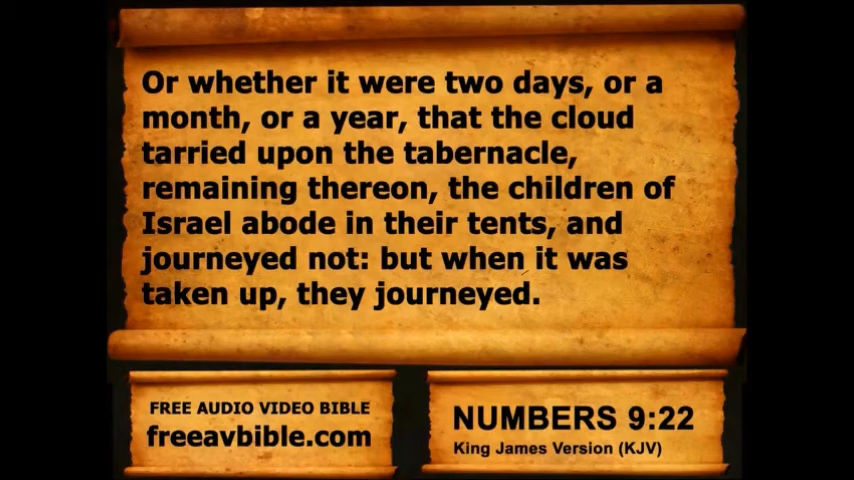 Or whether it were two days, or a
month, or a year, that the cloud
tarried upon the tabernacle,
remaining thereon, the children of
Israel abode in their tents, and
journeyed not: but when it was
taken up, they journeyed.
FREE AUDIO VIDEO BIBLE
freeavbible.com
NUMBERS 9:22
King James Version (KJV)